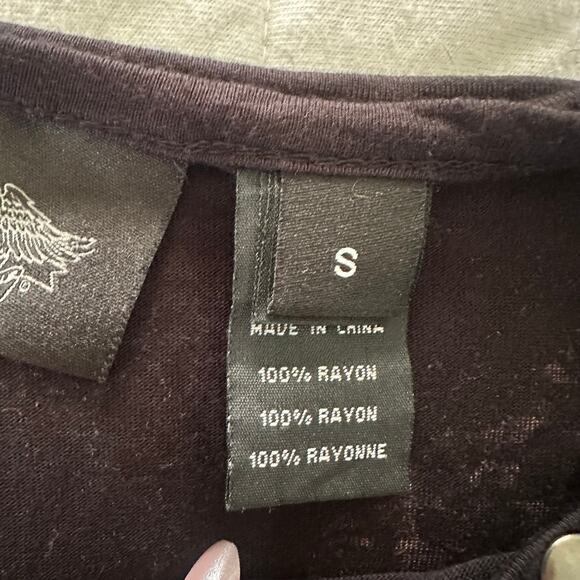 S
MADE IN CHINA
100% RAYON
100% RAYON
100% RAYONNE